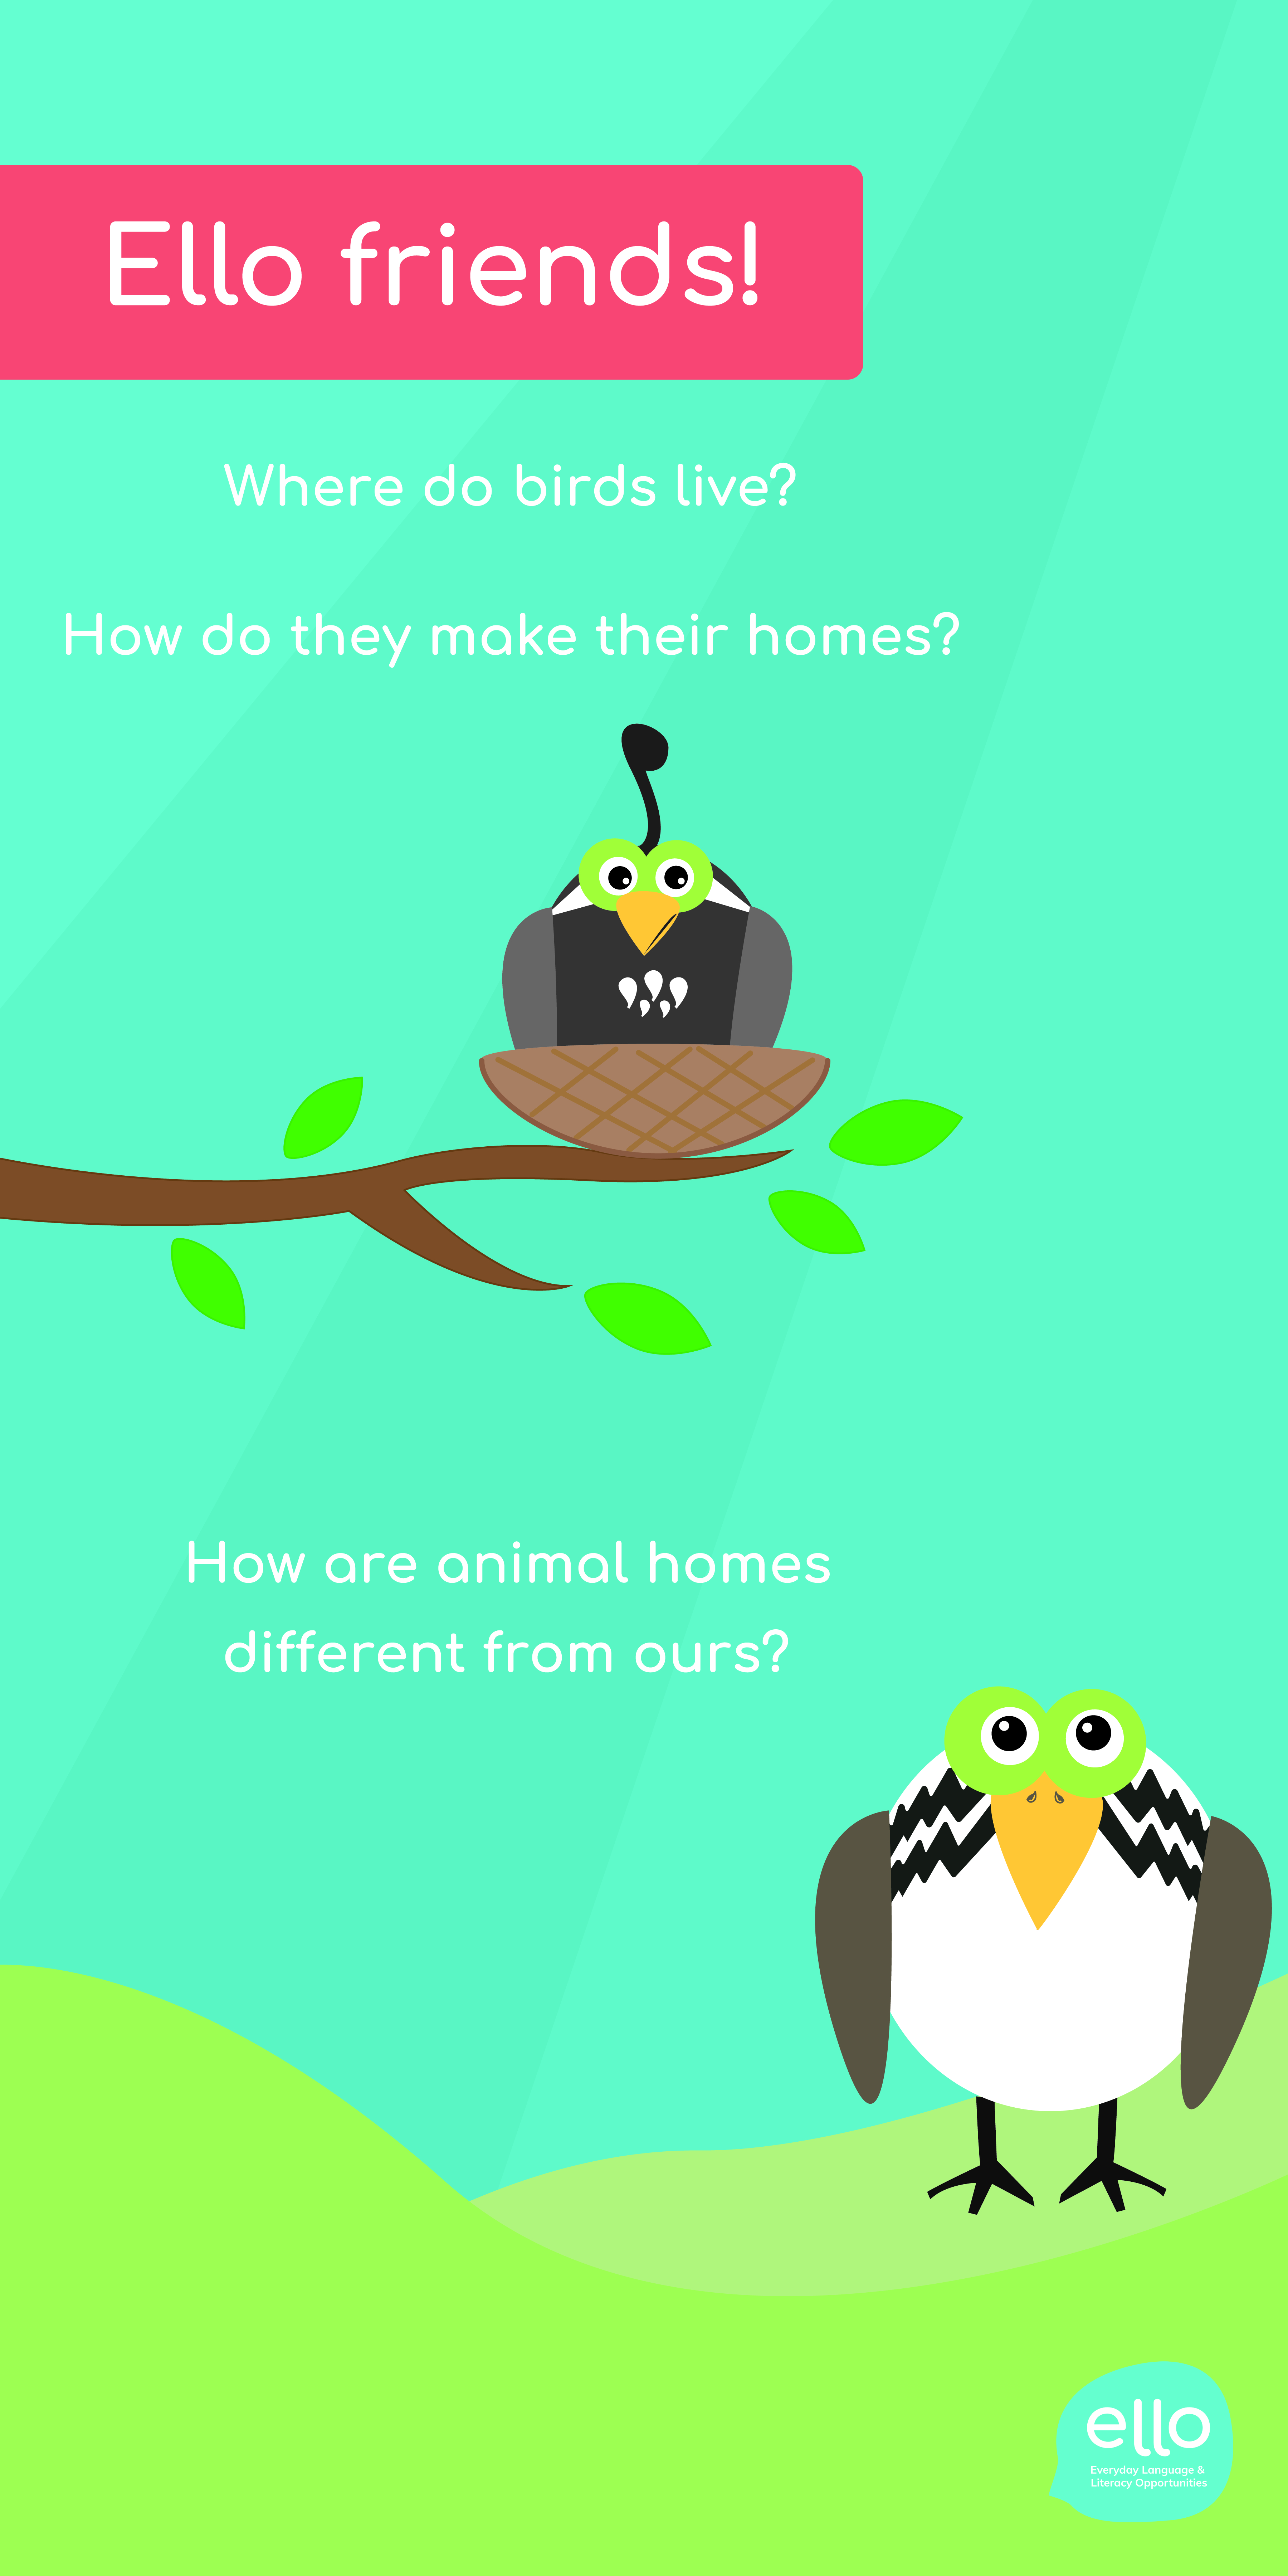 Ello friends!
Where do birds live?
How do they make their homes?
How are animal homes
different from ours?
ello
Everyday Language &
Literacy Opportunities